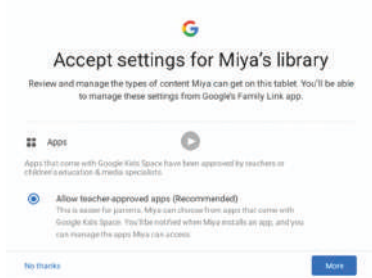 Accept settings for Miya's library
Review and manage the types of content Miya can get on this tablet. You'll be able
to manage these settings from Google's Family Link app.
Apps
Apps that come with Google Kids Space have been approved by teachers or
children's education & media specialists.
Allow teacher-approved apps (Recommended)
This is easier for parents. Miya can choose from apps that come with
Google Kids Space. You'll be notified when Miya installs an app, and you
can manage the apps Miya can access.
No thanks
More